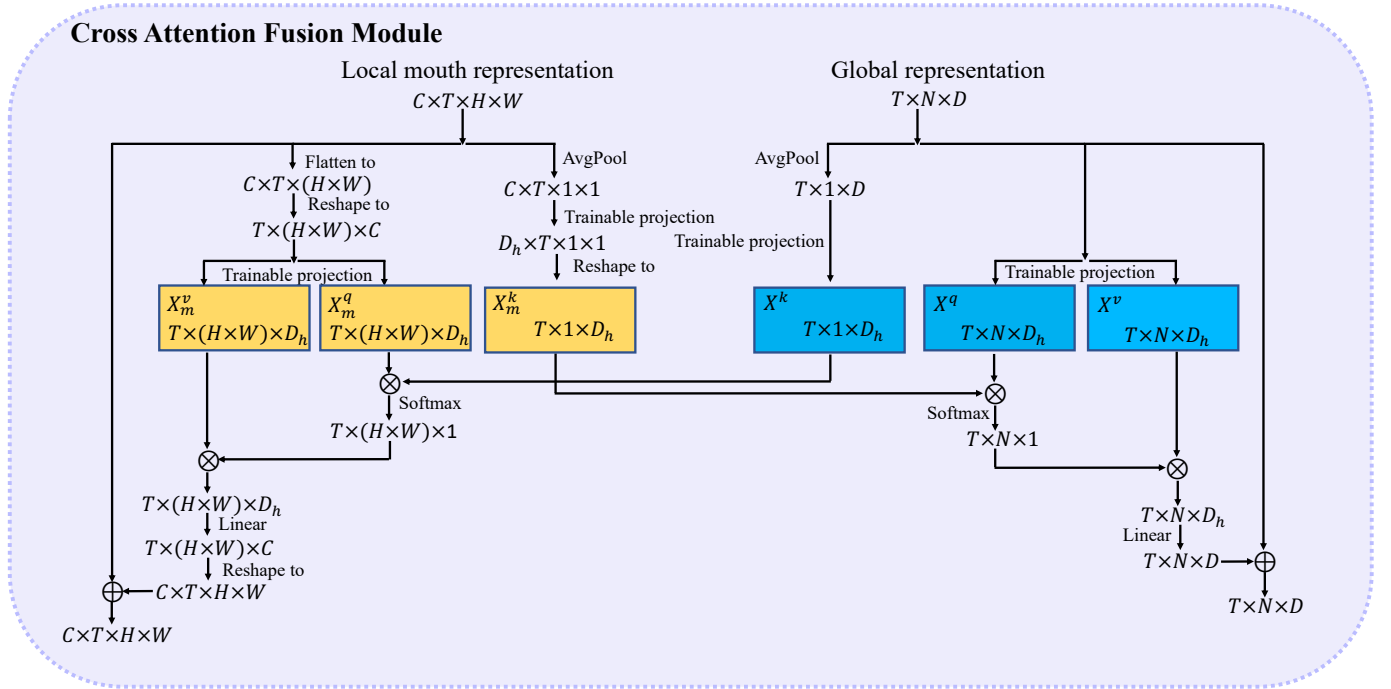 Cross Attention Fusion Module
Local mouth representation
C×T×H×W
Global representation
T×N×D
Flatten to
C×T×(H×W)
Reshape to
T×(H×W)×C
Trainable projection
AvgPool
C×T×1×1
Trainable projection
D_h×T×1×1
Reshape to
AvgPool
T×1×D
Trainable projection
Trainable projection
X_m^v
T×(H×W)×D_h
X_m^q
T×(H×W)×D_h
X_m^k
T×1×D_h
X^k
T×1×D_h
X^q
T×N×D_h
X^v
T×N×D_h
⊗
Softmax
T×(H×W)×1
⊗
Softmax
T×N×1
⊗
T×(H×W)×D_h
Linear
T×(H×W)×C
Reshape to
C×T×H×W
⊕
C×T×H×W
⊗
T×N×D_h
Linear
T×N×D
⊕
T×N×D